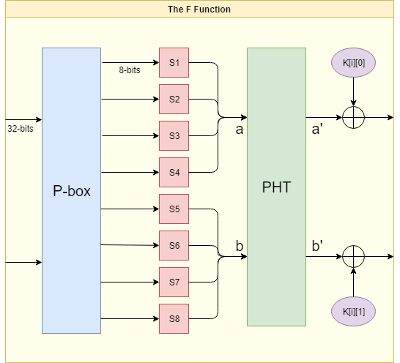 The F Function
8-bits
S1
K[i][0]
S2
32-bits
a
a'
S3
S4
P-box
PHT
S5
S6
b
b'
S7
K[i][1]
S8